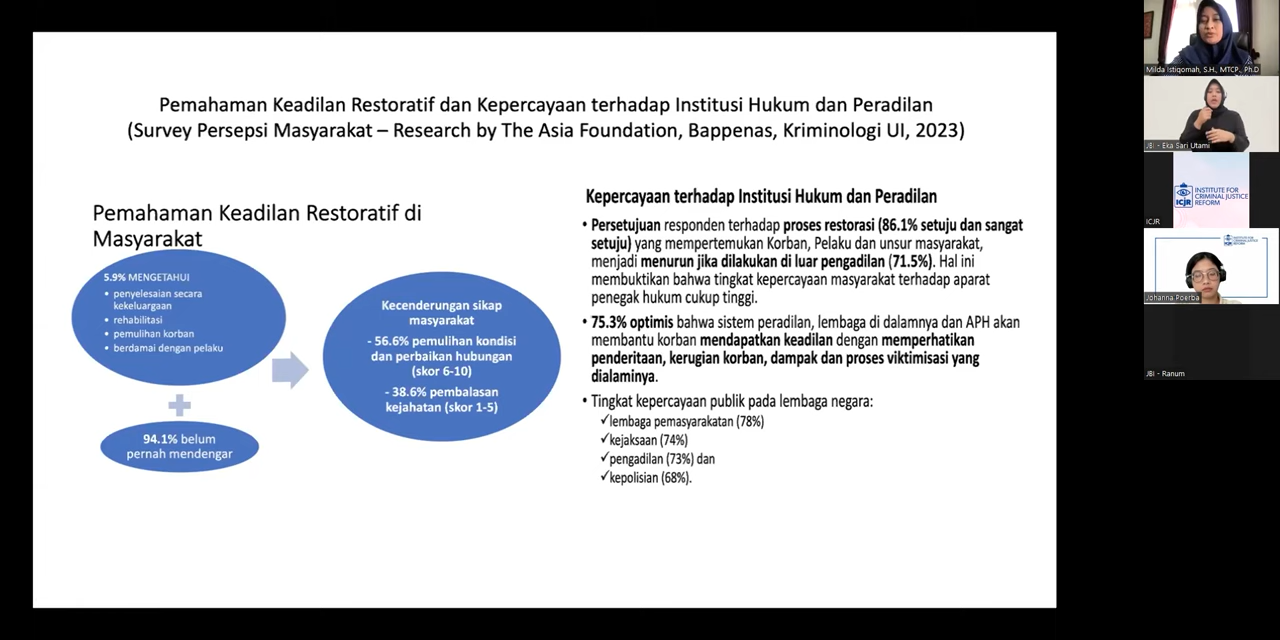 Pemahaman Keadilan Restoratif dan Kepercayaan terhadap Institusi Hukum dan Peradilan
(Survey Persepsi Masyarakat – Research by The Asia Foundation, Bappenas, Kriminologi UI, 2023)
Pemahaman Keadilan Restoratif di
Masyarakat
5.9% MENGETAHUI
• penyelesaian secara
kekeluargaan
• rehabilitasi
• pemulihan korban
• berdamai dengan pelaku
94.1% belum
pernah mendengar
Kecenderungan sikap
masyarakat
- 56.6% pemulihan kondisi
dan perbaikan hubungan
(skor 6-10)
- 38.6% pembalasan
kejahatan (skor 1-5)
Kepercayaan terhadap Institusi Hukum dan Peradilan
• Persetujuan responden terhadap proses restorasi (86.1% setuju dan sangat
setuju) yang mempertemukan Korban, Pelaku dan unsur masyarakat,
menjadi menurun jika dilakukan di luar pengadilan (71.5%). Hal ini
membuktikan bahwa tingkat kepercayaan masyarakat terhadap aparat
penegak hukum cukup tinggi.
• 75.3% optimis bahwa sistem peradilan, lembaga di dalamnya dan APH akan
membantu korban mendapatkan keadilan dengan memperhatikan
penderitaan, kerugian korban, dampak dan proses viktimisasi yang
dialaminya.
• Tingkat kepercayaan publik pada lembaga negara:
✓lembaga pemasyarakatan (78%)
✓kejaksaan (74%)
✓pengadilan (73%) dan
✓kepolisian (68%).
Milda Istiqomah, S.H., MTCP., Ph.D
JBI - Eka Sari Utami
ICJR
INSTITUTE FOR
CRIMINAL JUSTICE
REFORM
ICJR
Johanna Poerba
JBI - Ranum